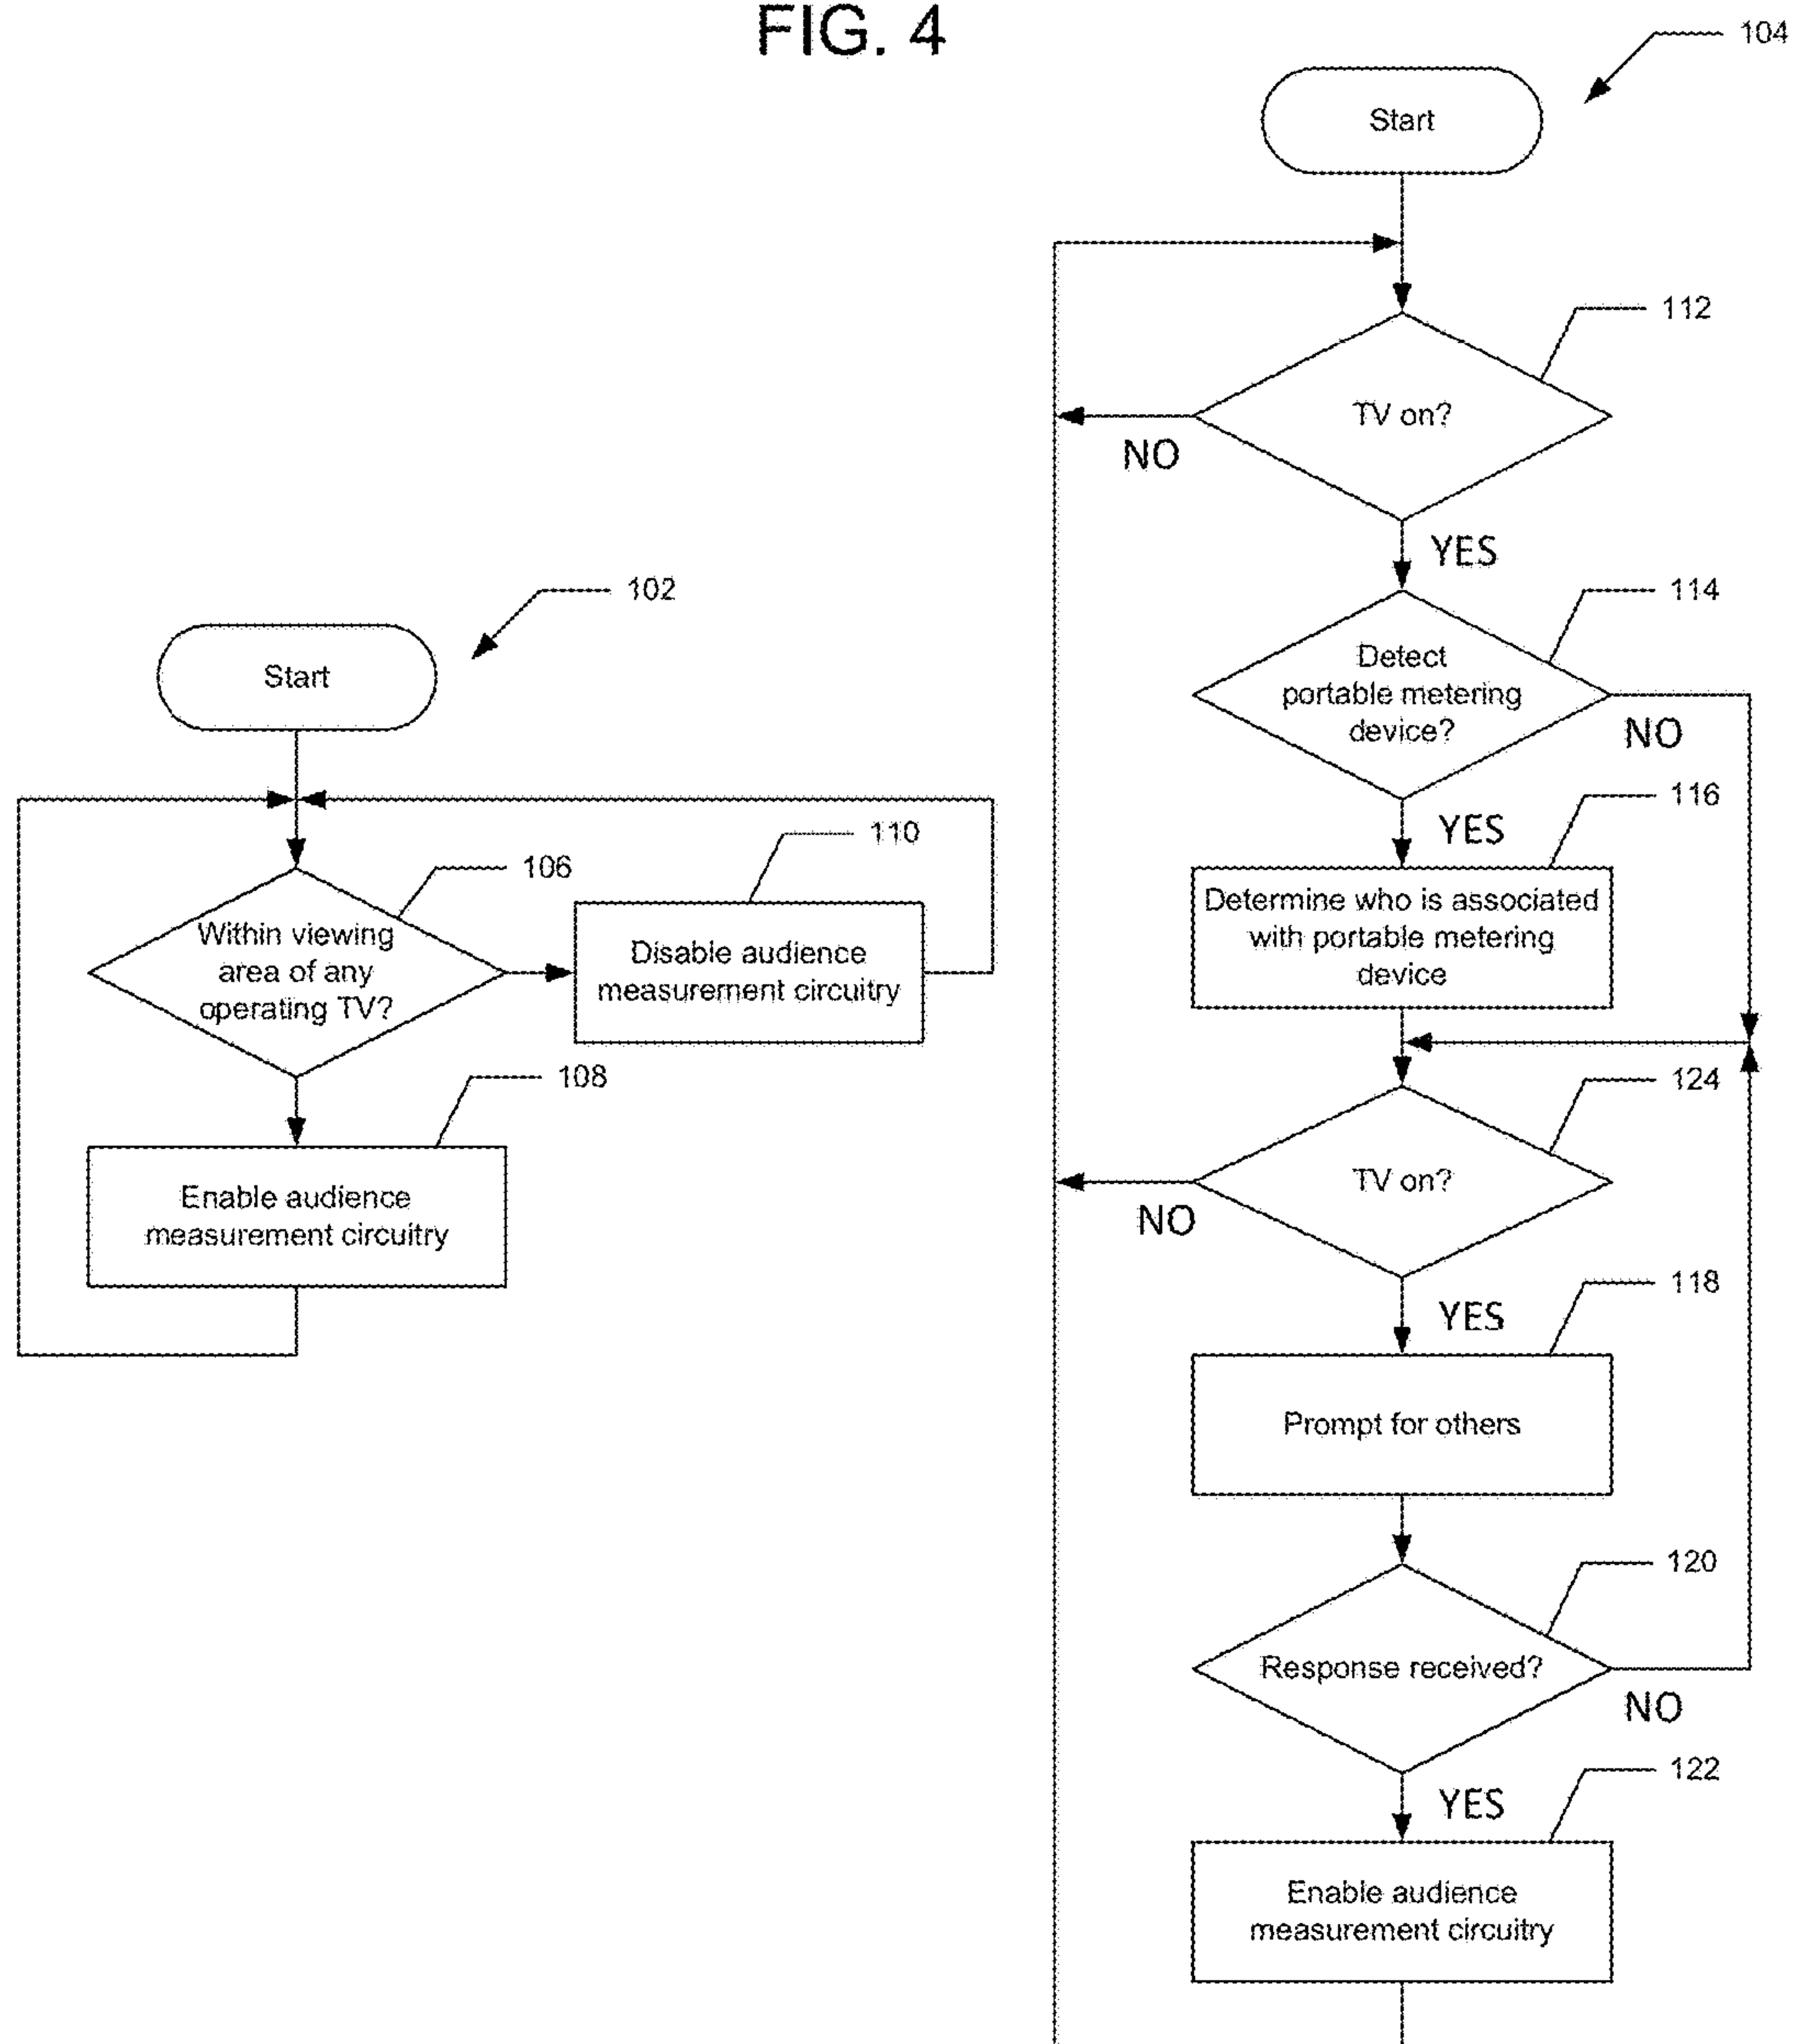 FIG. 4
104
Start
112
TV on?
NO
YES
114
Detect
portable metering
device?
NO
YES
116
Determine who is associated
with portable metering
device
124
TV on?
NO
YES
118
Prompt for others
120
Response received?
NO
YES
122
Enable audience
measurement circuitry
102
Start
106
Within viewing
area of any
operating TV?
110
Disable audience
measurement circuitry
108
Enable audience
measurement circuitry